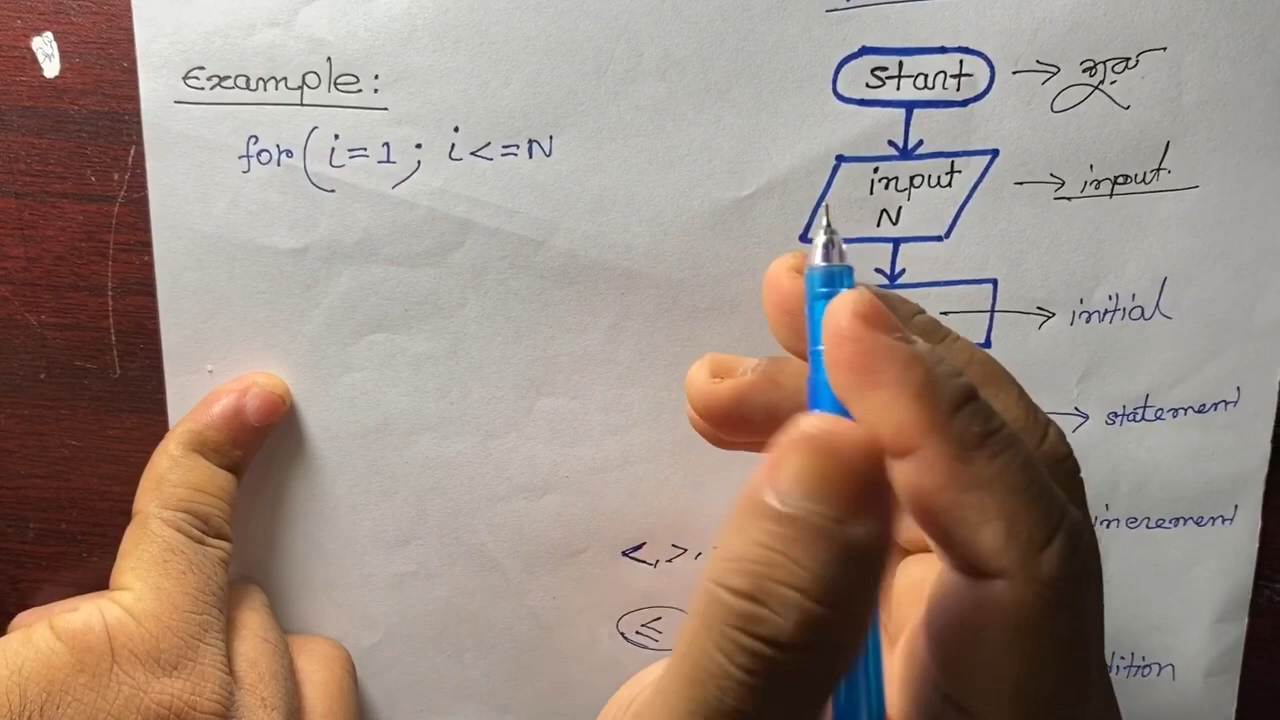 Example:
for(i=1; i<=N
start
শুরু
input
N
input.
initial
statement
increment
<,>,
≤
dition